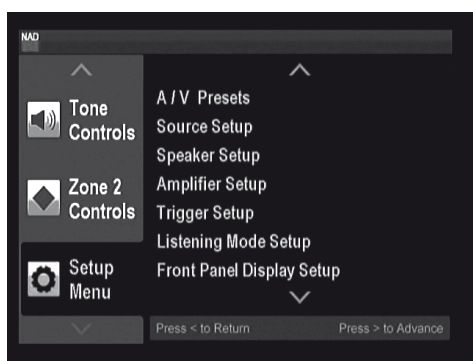 NAD
Tone
Controls
Zone 2
Controls
Setup
Menu
A / V Presets
Source Setup
Speaker Setup
Amplifier Setup
Trigger Setup
Listening Mode Setup
Front Panel Display Setup
Press < to Return
Press > to Advance